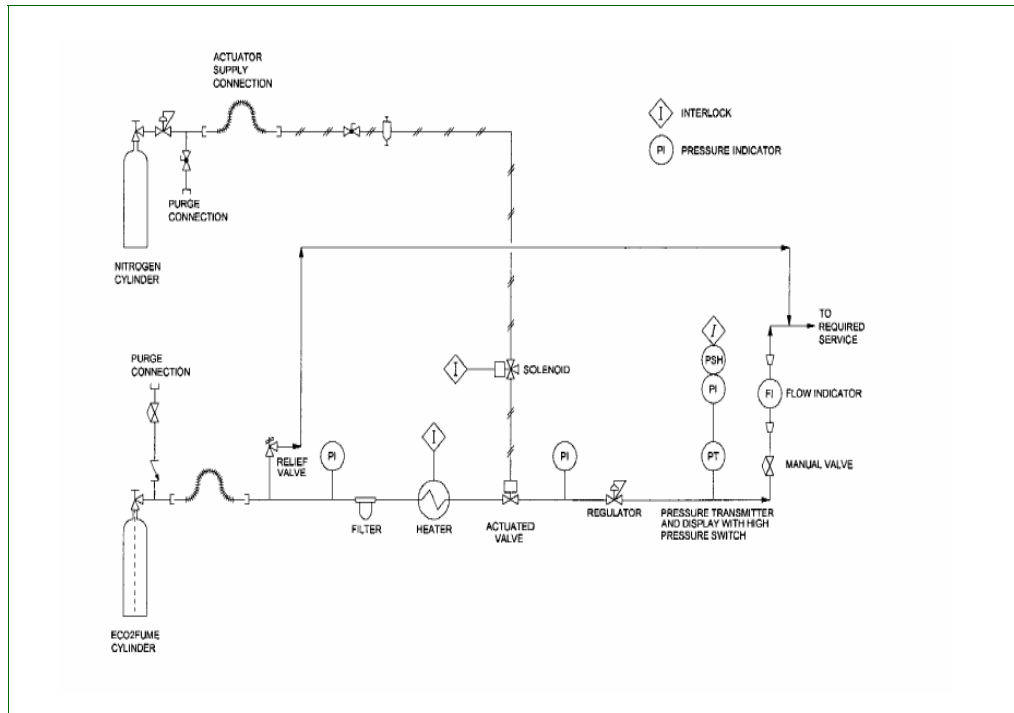 ACTUATOR
SUPPLY
CONNECTION
I
INTERLOCK
PI
PRESSURE INDICATOR
PURGE
CONNECTION
NITROGEN
CYLINDER
TO
REQUIRED
SERVICE
PURGE
CONNECTION
I
SOLENOID
I
PSH
PI
FI
FLOW INDICATOR
I
RELIEF
VALVE
PI
PI
PT
MANUAL VALVE
FILTER
HEATER
ACTUATED
VALVE
REGULATOR
PRESSURE TRANSMITTER
AND DISPLAY WITH HIGH
PRESSURE SWITCH
ECO2FUME
CYLINDER